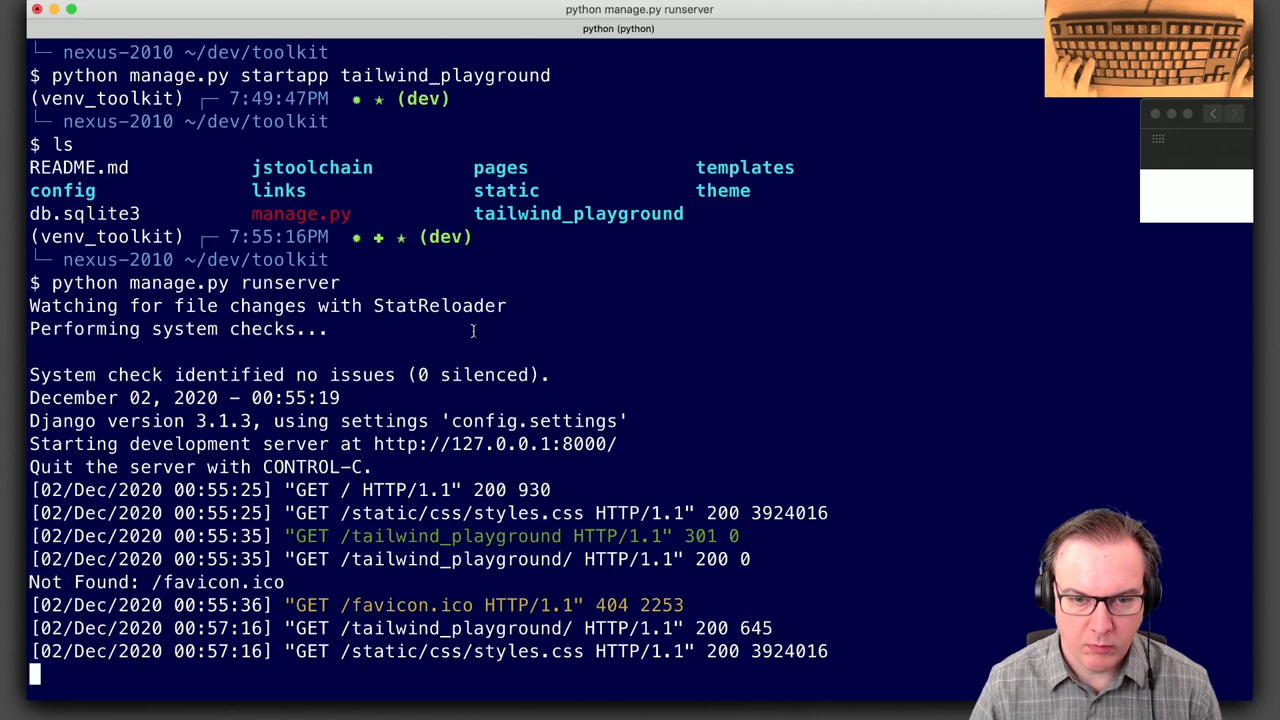 python manage.py runserver
python (python)
└─ nexus-2010 ~/dev/toolkit
$ python manage.py startapp tailwind_playground
(venv_toolkit) ┌─ 7:49:47PM ✹ ★ (dev)
└─ nexus-2010 ~/dev/toolkit
$ ls
README.md jstoolchain pages templates
config links static theme
db.sqlite3 manage.py tailwind_playground
(venv_toolkit) ┌─ 7:55:16PM ✹ ✚ ★ (dev)
└─ nexus-2010 ~/dev/toolkit
$ python manage.py runserver
Watching for file changes with StatReloader
Performing system checks...
System check identified no issues (0 silenced).
December 02, 2020 - 00:55:19
Django version 3.1.3, using settings 'config.settings'
Starting development server at http://127.0.0.1:8000/
Quit the server with CONTROL-C.
[02/Dec/2020 00:55:25] "GET / HTTP/1.1" 200 930
[02/Dec/2020 00:55:25] "GET /static/css/styles.css HTTP/1.1" 200 3924016
[02/Dec/2020 00:55:35] "GET /tailwind_playground HTTP/1.1" 301 0
[02/Dec/2020 00:55:35] "GET /tailwind_playground/ HTTP/1.1" 200 0
Not Found: /favicon.ico
[02/Dec/2020 00:55:36] "GET /favicon.ico HTTP/1.1" 404 2253
[02/Dec/2020 00:57:16] "GET /tailwind_playground/ HTTP/1.1" 200 645
[02/Dec/2020 00:57:16] "GET /static/css/styles.css HTTP/1.1" 200 3924016